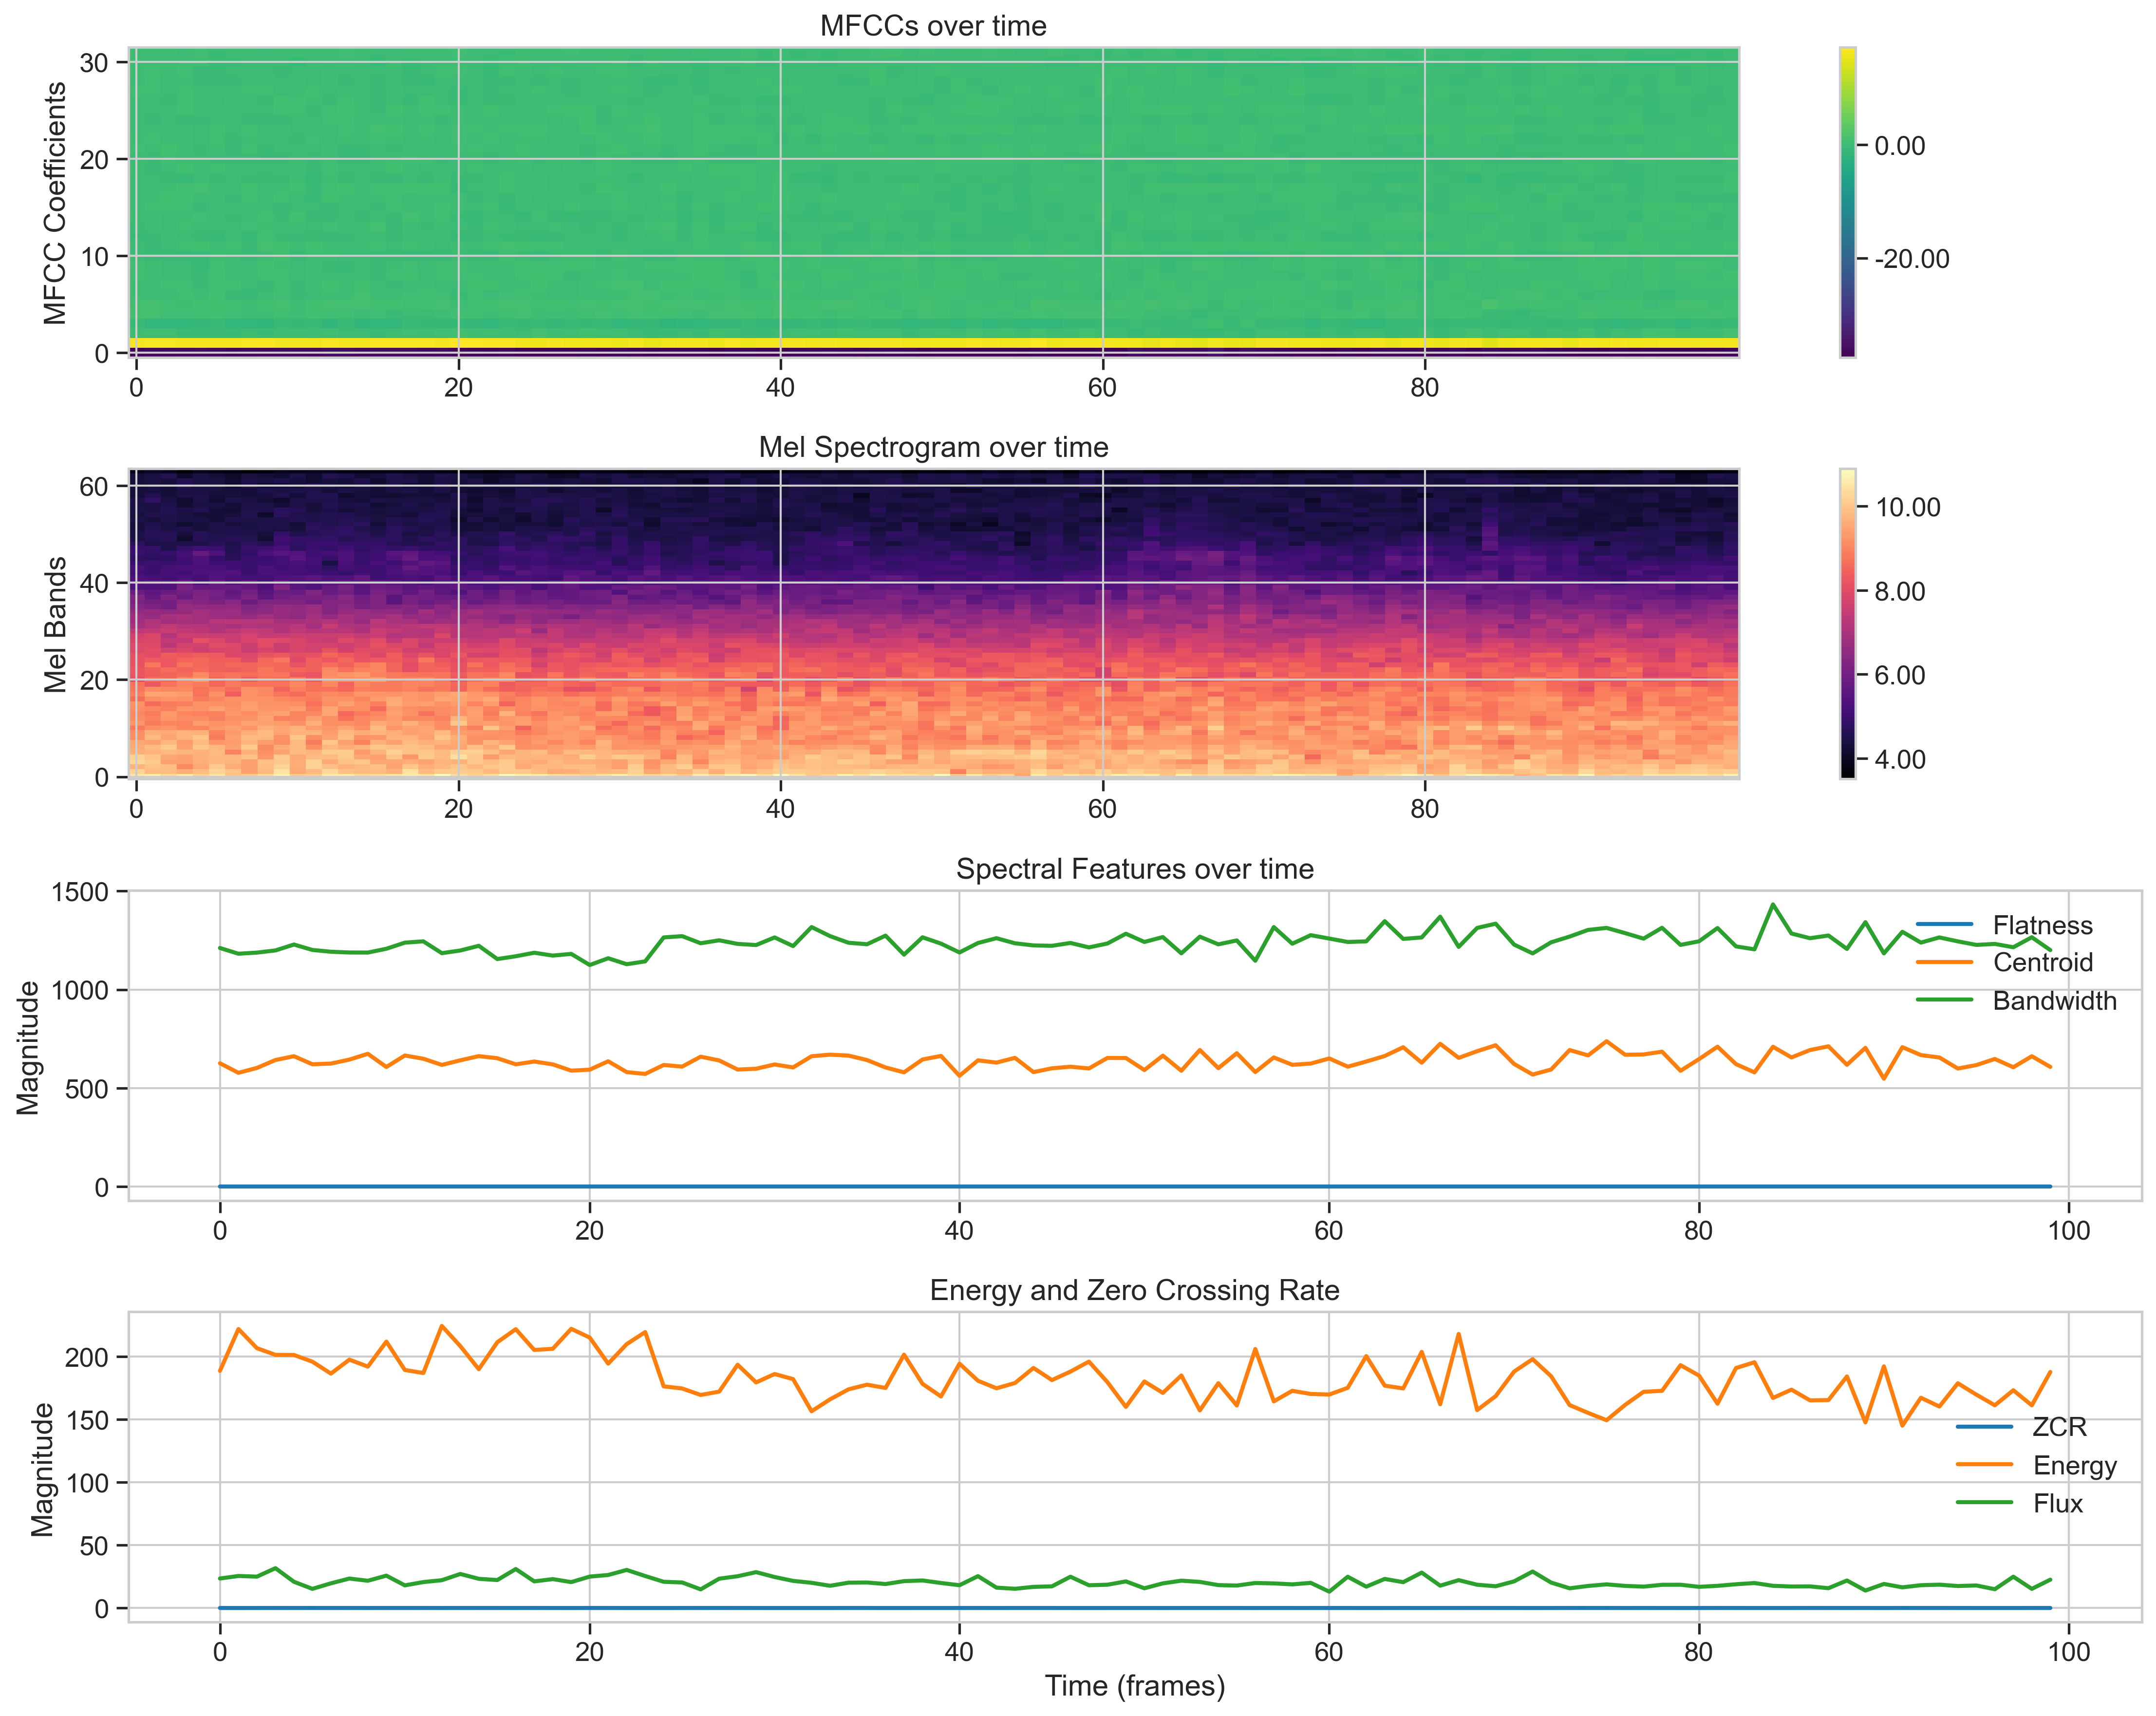 MFCCs over time
MFCC Coefficients
30
20
10
0
0 20 40 60 80
0.00
-20.00
Mel Spectrogram over time
Mel Bands
60
40
20
0
0 20 40 60 80
10.00
8.00
6.00
4.00
Spectral Features over time
Magnitude
1500
1000
500
0
0 20 40 60 80 100
Flatness
Centroid
Bandwidth
Energy and Zero Crossing Rate
Magnitude
200
150
100
50
0
0 20 40 60 80 100
ZCR
Energy
Flux
Time (frames)